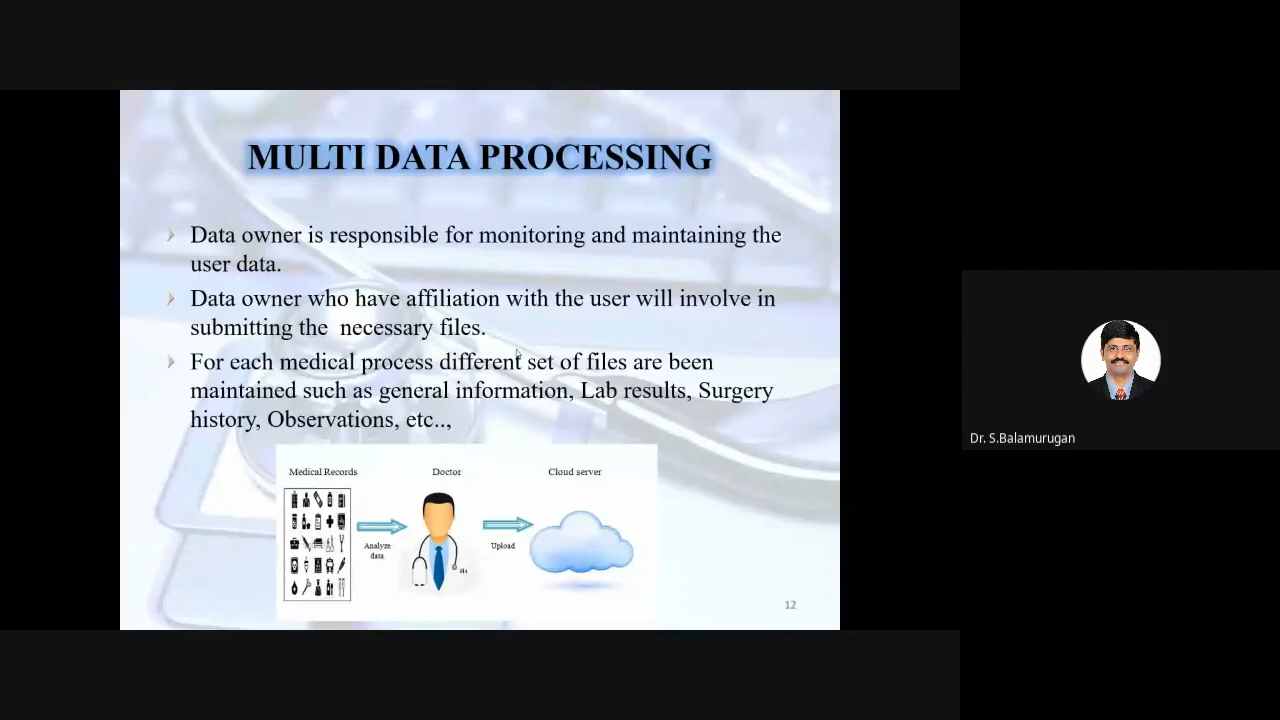 MULTI DATA PROCESSING
Data owner is responsible for monitoring and maintaining the
user data.
Data owner who have affiliation with the user will involve in
submitting the necessary files.
For each medical process different set of files are been
maintained such as general information, Lab results, Surgery
history, Observations, etc..,
Medical Records
Doctor
Cloud server
Analyze
data
Upload
12
Dr. S.Balamurugan